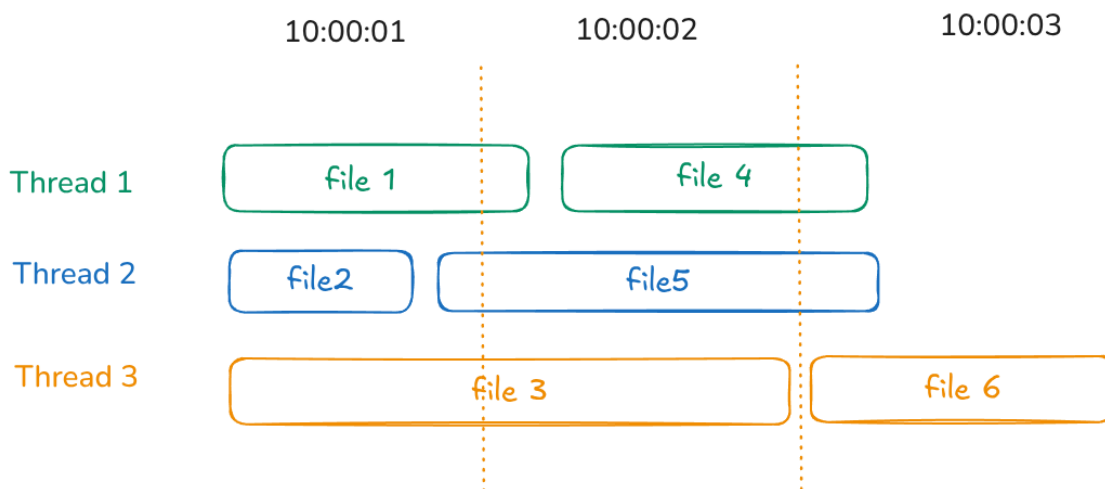 10:00:01 10:00:02 10:00:03
Thread 1 file 1 file 4
Thread 2 file2 file5
Thread 3 file 3 file 6